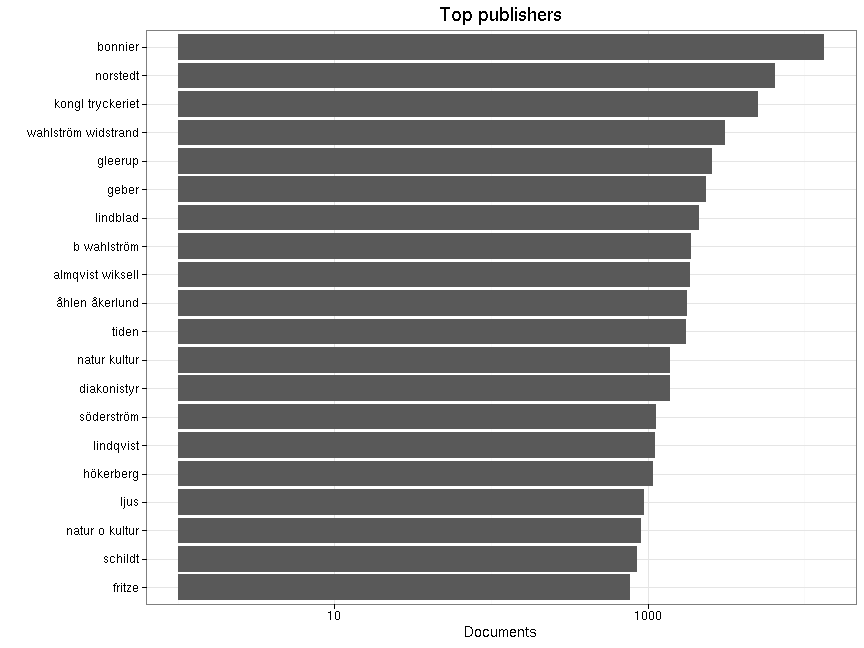 Top publishers
bonnier
norstedt
kongl tryckeriet
wahlström widstrand
gleerup
geber
lindblad
b wahlström
almqvist wiksell
åhlen åkerlund
tiden
natur kultur
diakonistyr
söderström
lindqvist
hökerberg
ljus
natur o kultur
schildt
fritze
10 1000
Documents